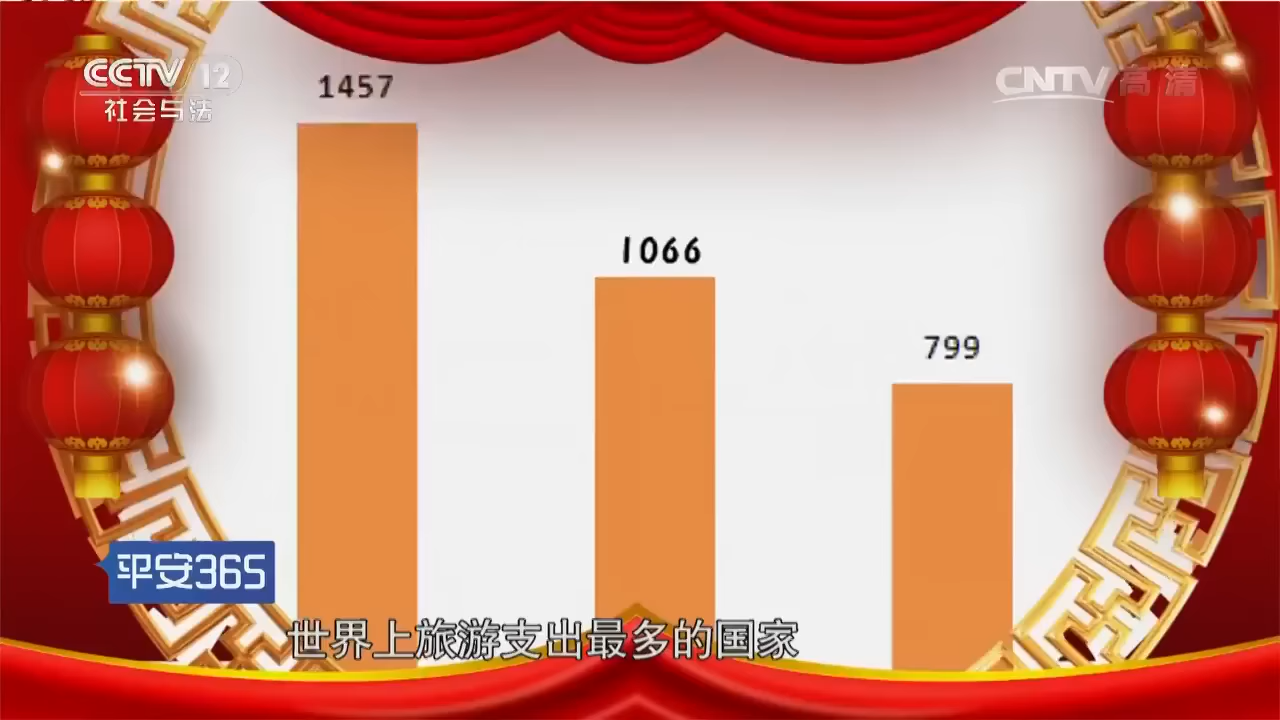 CCTV 12
社会与法
CNTV 高清
1457
1066
799
平安365
世界上旅游支出最多的国家